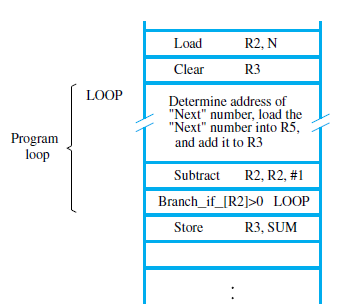 Load R2, N
Clear R3
LOOP
Determine address of
"Next" number, load the
"Next" number into R5,
and add it to R3
Program
loop
Subtract R2, R2, #1
Branch_if_[R2]>0 LOOP
Store R3, SUM